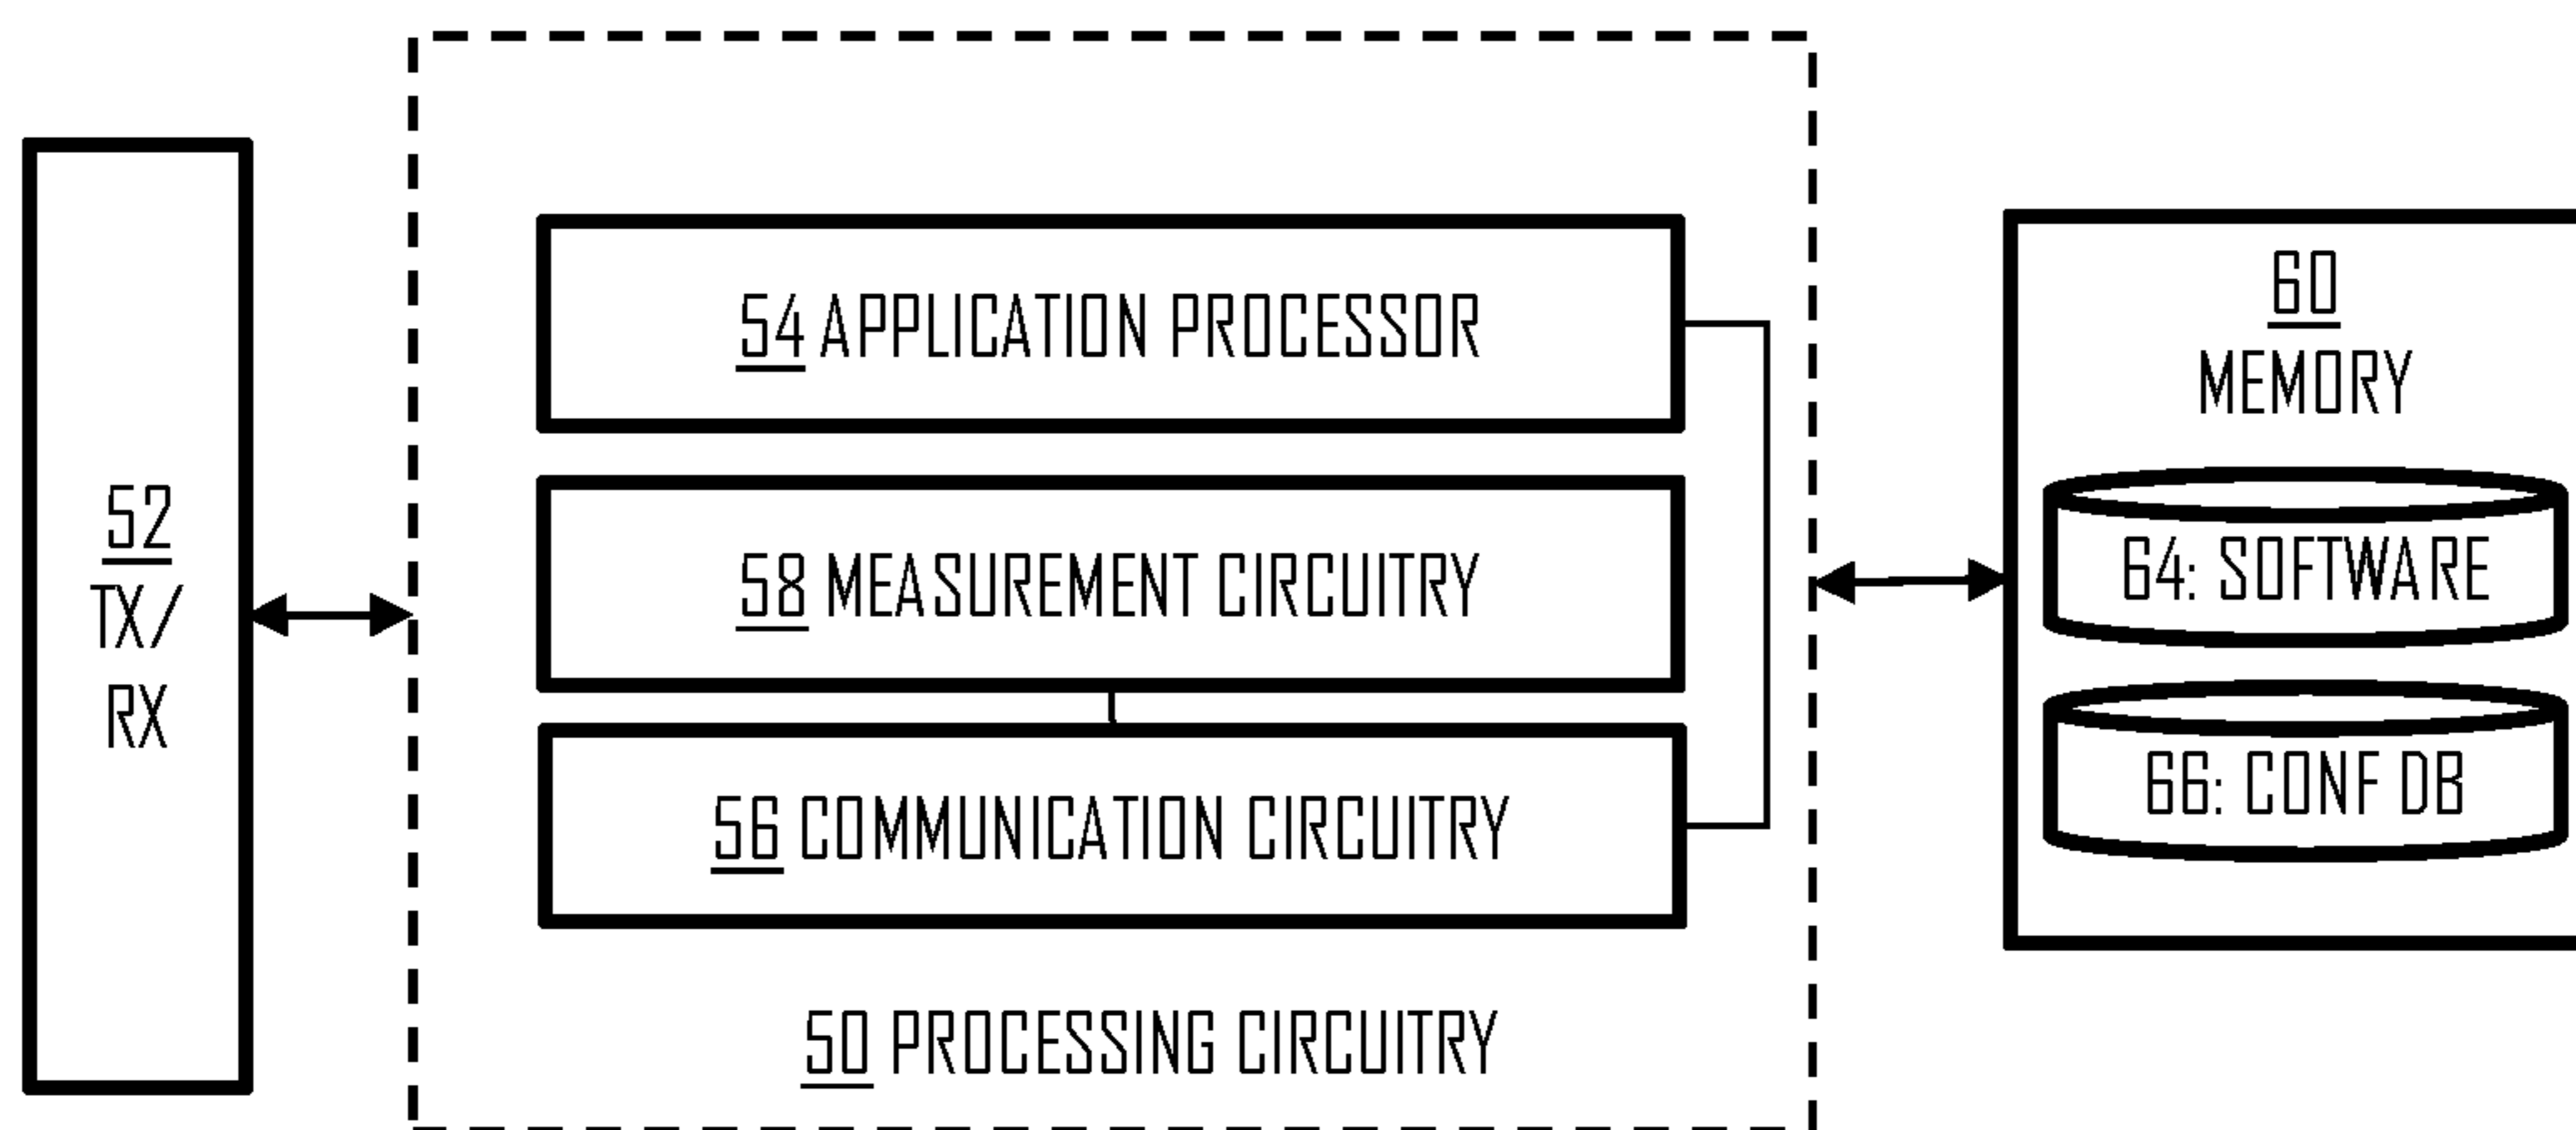 52
TX/
RX
54 APPLICATION PROCESSOR
58 MEASUREMENT CIRCUITRY
56 COMMUNICATION CIRCUITRY
50 PROCESSING CIRCUITRY
60
MEMORY
64: SOFTWARE
66: CONF DB